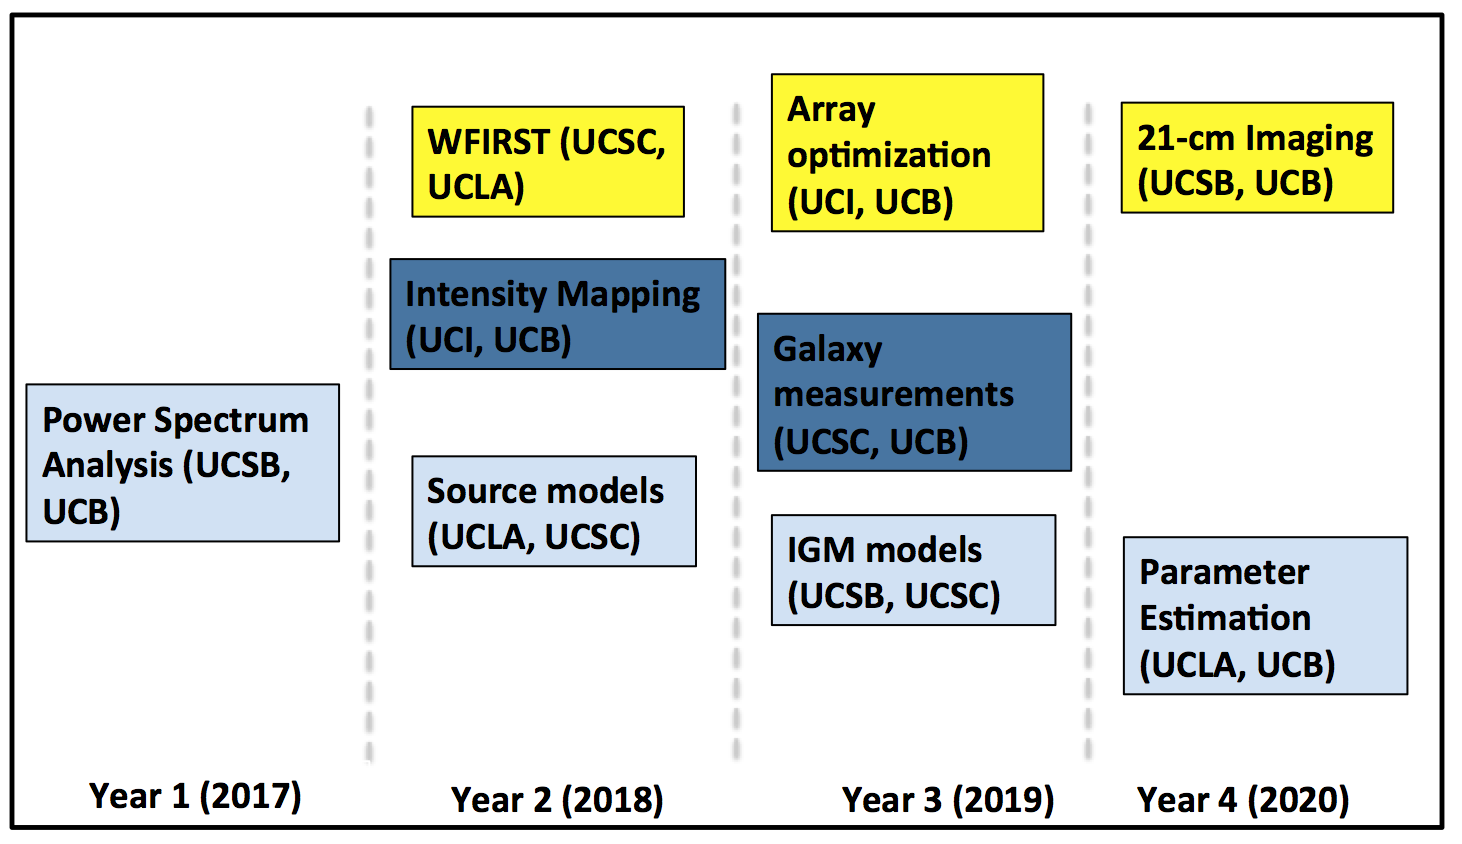 WFIRST (UCSC,
UCLA)
Array
optimization
(UCI, UCB)
21-cm Imaging
(UCSB, UCB)
Intensity Mapping
(UCI, UCB)
Galaxy
measurements
(UCSC, UCB)
Power Spectrum
Analysis (UCSB,
UCB)
Source models
(UCLA, UCSC)
IGM models
(UCSB, UCSC)
Parameter
Estimation
(UCLA, UCB)
Year 1 (2017)
Year 2 (2018)
Year 3 (2019)
Year 4 (2020)